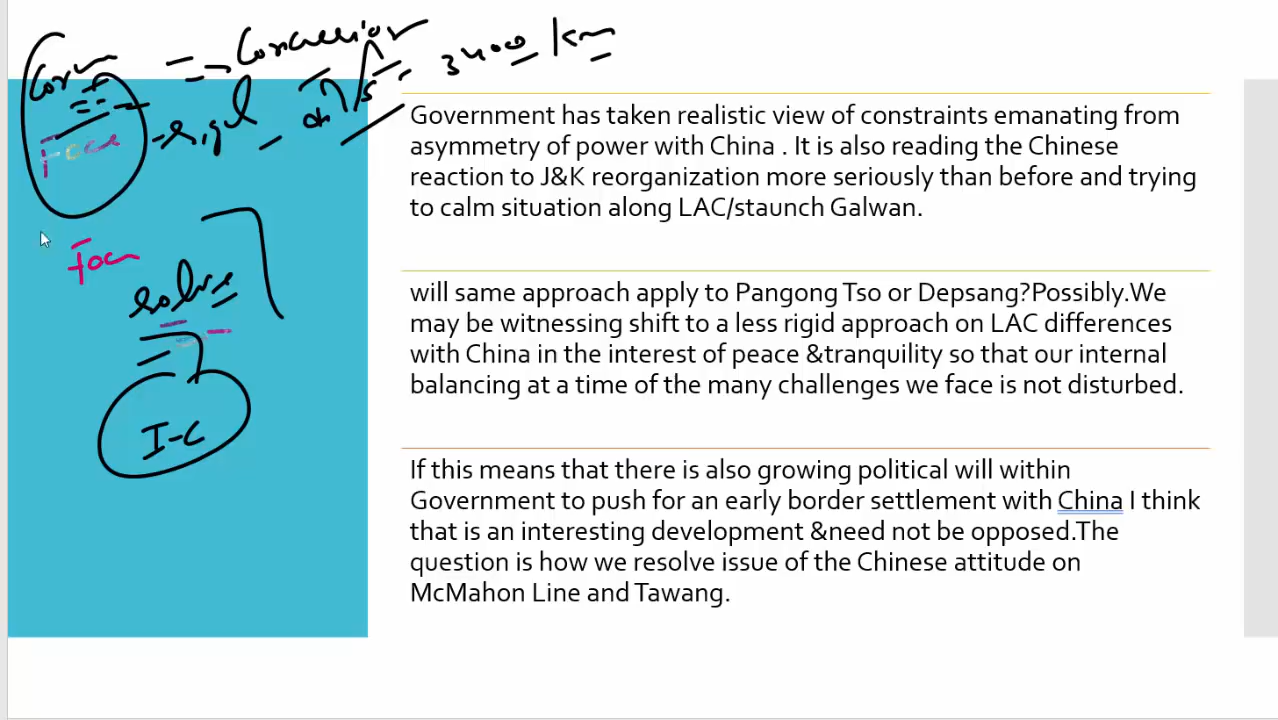 3400 km
Government has taken realistic view of constraints emanating from
asymmetry of power with China . It is also reading the Chinese
reaction to J&K reorganization more seriously than before and trying
to calm situation along LAC/staunch Galwan.
solve
I-C
will same approach apply to Pangong Tso or Depsang?Possibly.We
may be witnessing shift to a less rigid approach on LAC differences
with China in the interest of peace &tranquility so that our internal
balancing at a time of the many challenges we face is not disturbed.
If this means that there is also growing political will within
Government to push for an early border settlement with China I think
that is an interesting development &need not be opposed.The
question is how we resolve issue of the Chinese attitude on
McMahon Line and Tawang.